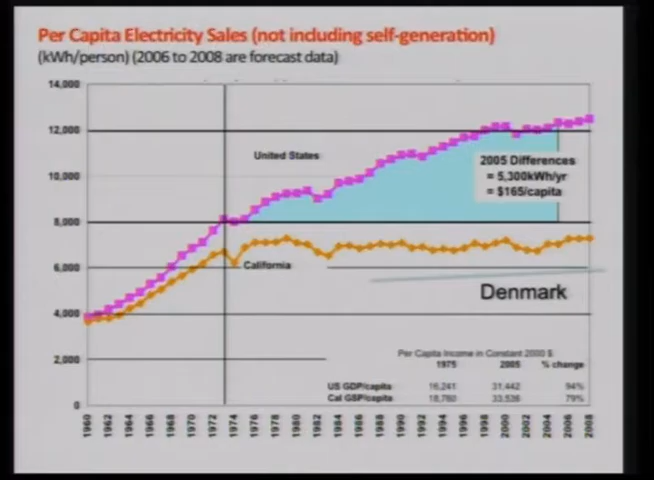 Per Capita Electricity Sales (not including self-generation)
(kWh/person) (2006 to 2008 are forecast data)
14,000
12,000
10,000
8,000
6,000
4,000
2,000
0
United States
2005 Differences
= 5,300kWh/yr
= $165/capita
California
Denmark
Per Capita Income in Constant 2000 $
1975 2005 % change
US GDP/capita 16,241 31,442 94%
Cal GSP/capita 18,760 33,536 79%
1960 1962 1964 1966 1968 1970 1972 1974 1976 1978 1980 1982 1984 1986 1988 1990 1992 1994 1996 1998 2000 2002 2004 2006 2008